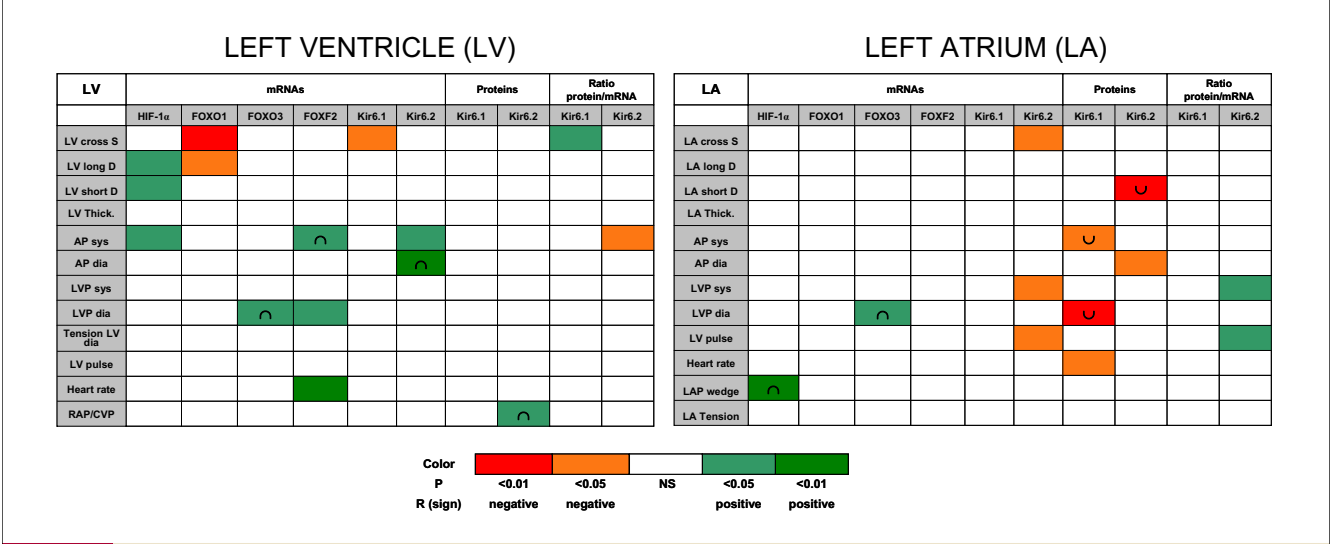 LEFT VENTRICLE (LV)
LV mRNAs Proteins Ratio protein/mRNA
HIF-1α FOXO1 FOXO3 FOXF2 Kir6.1 Kir6.2 Kir6.1 Kir6.2 Kir6.1 Kir6.2
LV cross S
LV long D
LV short D
LV Thick.
AP sys ∩
AP dia ∩
LVP sys
LVP dia ∩
Tension LV
dia
LV pulse
Heart rate
RAP/CVP ∩
LEFT ATRIUM (LA)
LA mRNAs Proteins Ratio protein/mRNA
HIF-1α FOXO1 FOXO3 FOXF2 Kir6.1 Kir6.2 Kir6.1 Kir6.2 Kir6.1 Kir6.2
LA cross S
LA long D
LA short D ∪
LA Thick.
AP sys ∪
AP dia
LVP sys
LVP dia ∩ ∪
LV pulse
Heart rate
LAP wedge ∩
LA Tension
Color
P <0.01 <0.05 NS <0.05 <0.01
R (sign) negative negative positive positive